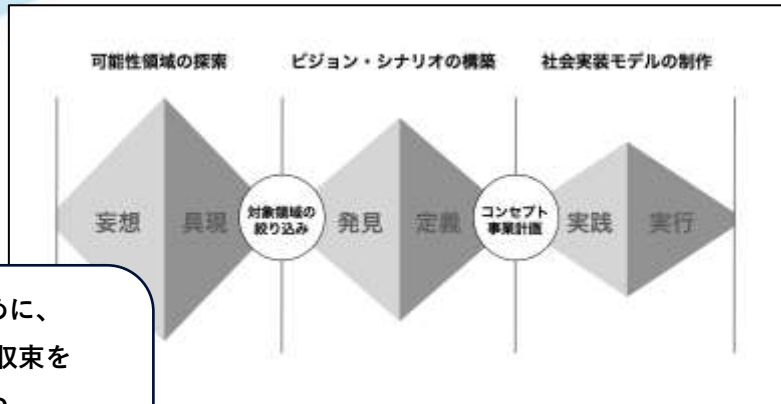 可能性領域の探索
ビジョン・シナリオの構築
社会実装モデルの制作
妄想
具現
対象領域の
絞り込み
発見
定義
コンセプト
事業計画
実践
実行
めに、
収束を